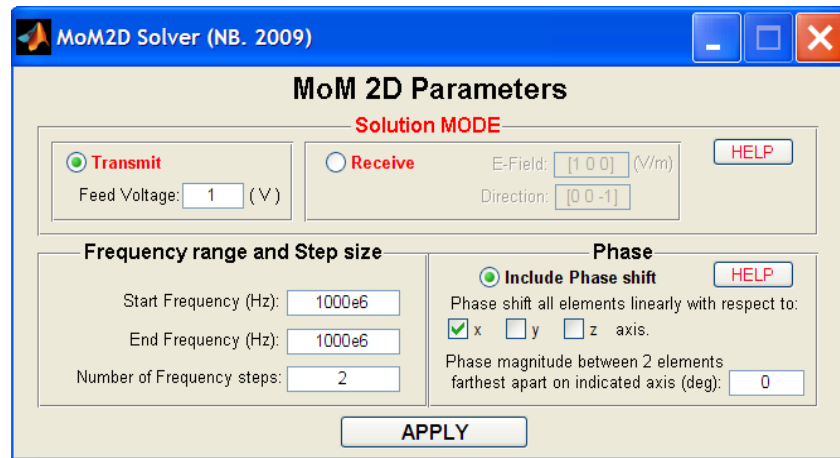 MoM2D Solver (NB. 2009)
MoM 2D Parameters
Solution MODE
Transmit
Feed Voltage: 1 ( V )
Receive
E-Field: [1 0 0] (V/m)
Direction: [0 0 -1]
HELP
Frequency range and Step size
Start Frequency (Hz): 1000e6
End Frequency (Hz): 1000e6
Number of Frequency steps: 2
Phase
Include Phase shift
HELP
Phase shift all elements linearly with respect to:
x y z axis.
Phase magnitude between 2 elements
farthest apart on indicated axis (deg): 0
APPLY